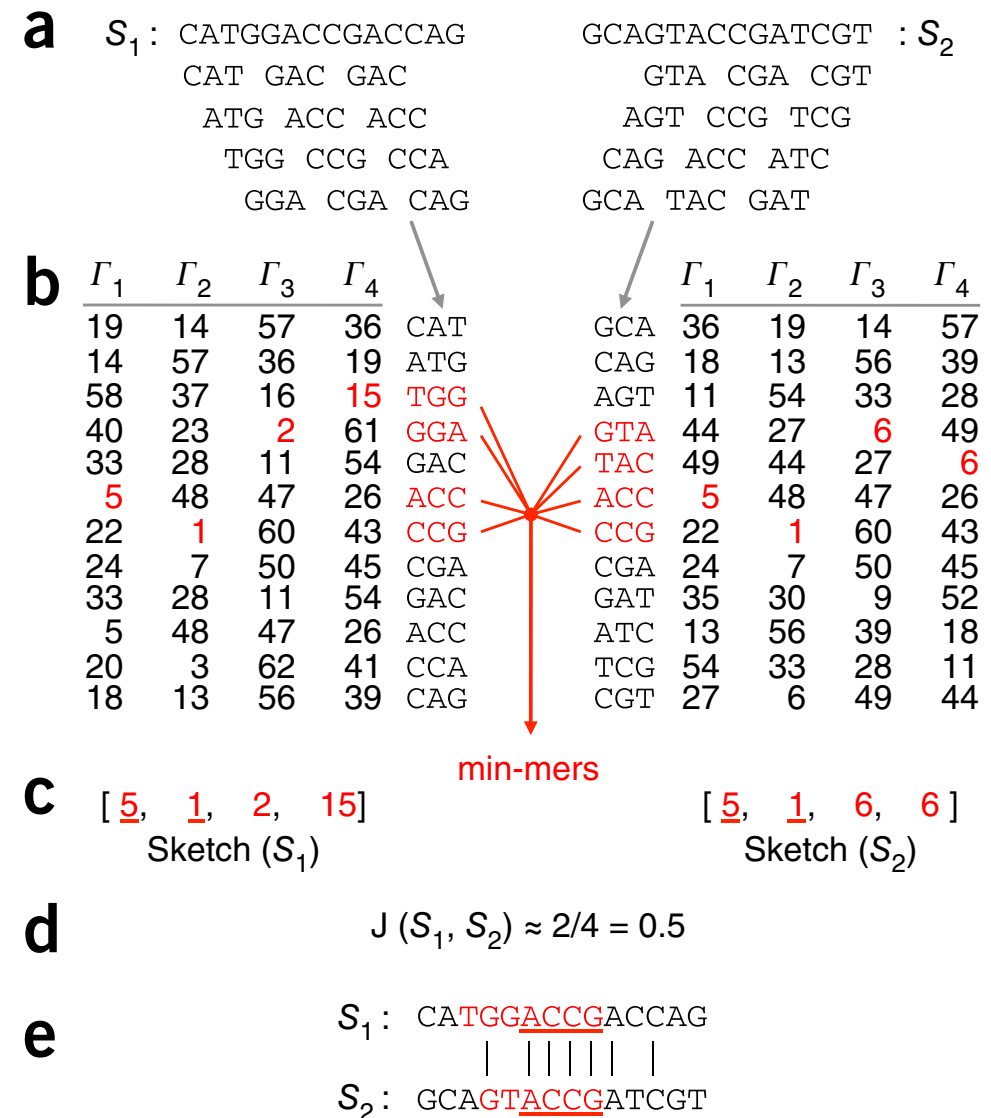 a S1: CATGGACCGACCAG GCAGTACCGATCGT : S2
CAT GAC GAC GTA CGA CGT
ATG ACC ACC AGT CCG TCG
TGG CCG CCA CAG ACC ATC
GGA CGA CAG GCA TAC GAT
b Γ1 Γ2 Γ3 Γ4 Γ1 Γ2 Γ3 Γ4
19 14 57 36 CAT GCA 36 19 14 57
14 57 36 19 ATG CAG 18 13 56 39
58 37 16 15 TGG AGT 11 54 33 28
40 23 2 61 GGA GTA 44 27 6 49
33 28 11 54 GAC TAC 49 44 27 6
5 48 47 26 ACC ACC 5 48 47 26
22 1 60 43 CCG CCG 22 1 60 43
24 7 50 45 CGA CGA 24 7 50 45
33 28 11 54 GAC GAT 35 30 9 52
5 48 47 26 ACC ATC 13 56 39 18
20 3 62 41 CCA TCG 54 33 28 11
18 13 56 39 CAG CGT 27 6 49 44
min-mers
c [ 5, 1, 2, 15] [ 5, 1, 6, 6 ]
Sketch (S1) Sketch (S2)
d J (S1, S2) ≈ 2/4 = 0.5
e S1: CATGGACCGACCAG
S2: GCAGTACCGATCGT